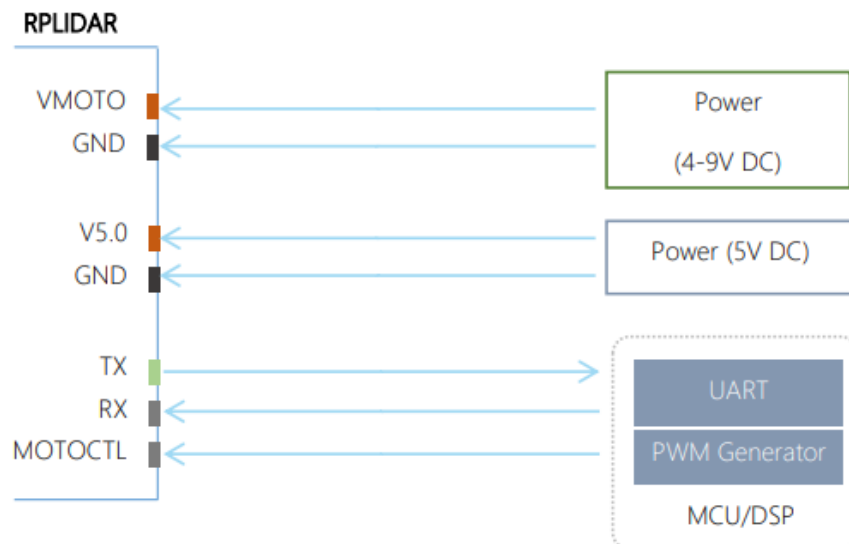 RPLIDAR
VMOTO
GND
Power
(4-9V DC)
V5.0
GND
Power (5V DC)
TX
RX
MOTOCTL
UART
PWM Generator
MCU/DSP